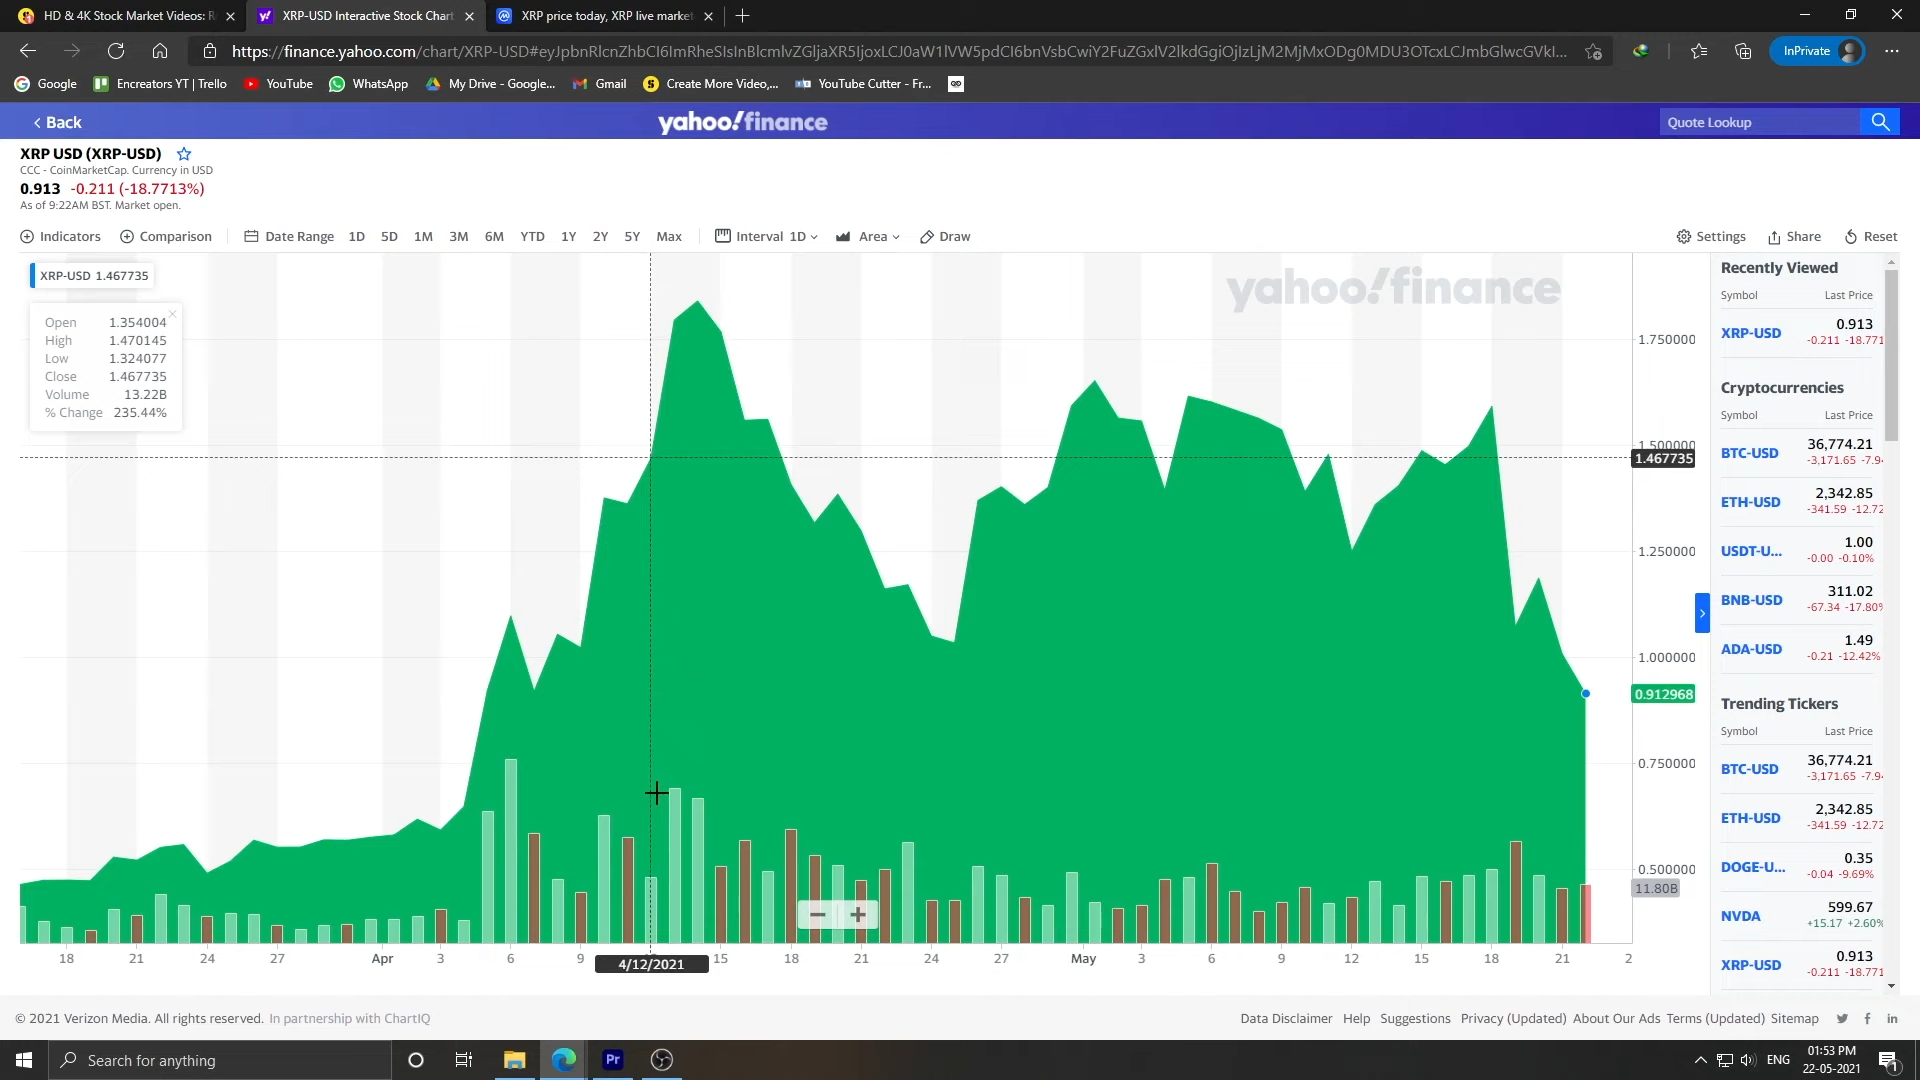 HD & 4K Stock Market Videos: R
XRP-USD Interactive Stock Chart
XRP price today, XRP live market
https://finance.yahoo.com/chart/XRP-USD#
InPrivate
Google
Encreators YT | Trello
YouTube
WhatsApp
My Drive - Google...
Gmail
Create More Video,...
YouTube Cutter - Fr...
Back
yahoo!finance
Quote Lookup
XRP USD (XRP-USD)
CCC - CoinMarketCap. Currency in USD
0.913 -0.211 (-18.7713%)
As of 9:22AM BST. Market open.
Indicators Comparison Date Range 1D 5D 1M 3M 6M YTD 1Y 2Y 5Y Max Interval 1D Area Draw Settings Share Reset
XRP-USD 1.467735
yahoo!finance
Open 1.354004
High 1.470145
Low 1.324077
Close 1.467735
Volume 13.22B
% Change 235.44%
1.750000
1.500000
1.467735
1.250000
1.000000
0.912968
0.750000
0.500000
11.80B
18 21 24 27 Apr 3 6 9 4/12/2021 15 18 21 24 27 May 3 6 9 12 15 18 21 2
Recently Viewed
Symbol Last Price
XRP-USD 0.913
-0.211 -18.771
Cryptocurrencies
Symbol Last Price
BTC-USD 36,774.21
-3,171.65 -7.94
ETH-USD 2,342.85
-341.59 -12.72
USDT-U... 1.00
-0.00 -0.10%
BNB-USD 311.02
-67.34 -17.80%
ADA-USD 1.49
-0.21 -12.42%
Trending Tickers
Symbol Last Price
BTC-USD 36,774.21
-3,171.65 -7.94
ETH-USD 2,342.85
-341.59 -12.72
DOGE-U... 0.35
-0.04 -9.69%
NVDA 599.67
+15.17 +2.60%
XRP-USD 0.913
-0.211 -18.771
© 2021 Verizon Media. All rights reserved. In partnership with ChartIQ
Data Disclaimer Help Suggestions Privacy (Updated) About Our Ads Terms (Updated) Sitemap
Search for anything
Pr
ENG
01:53 PM
22-05-2021
1